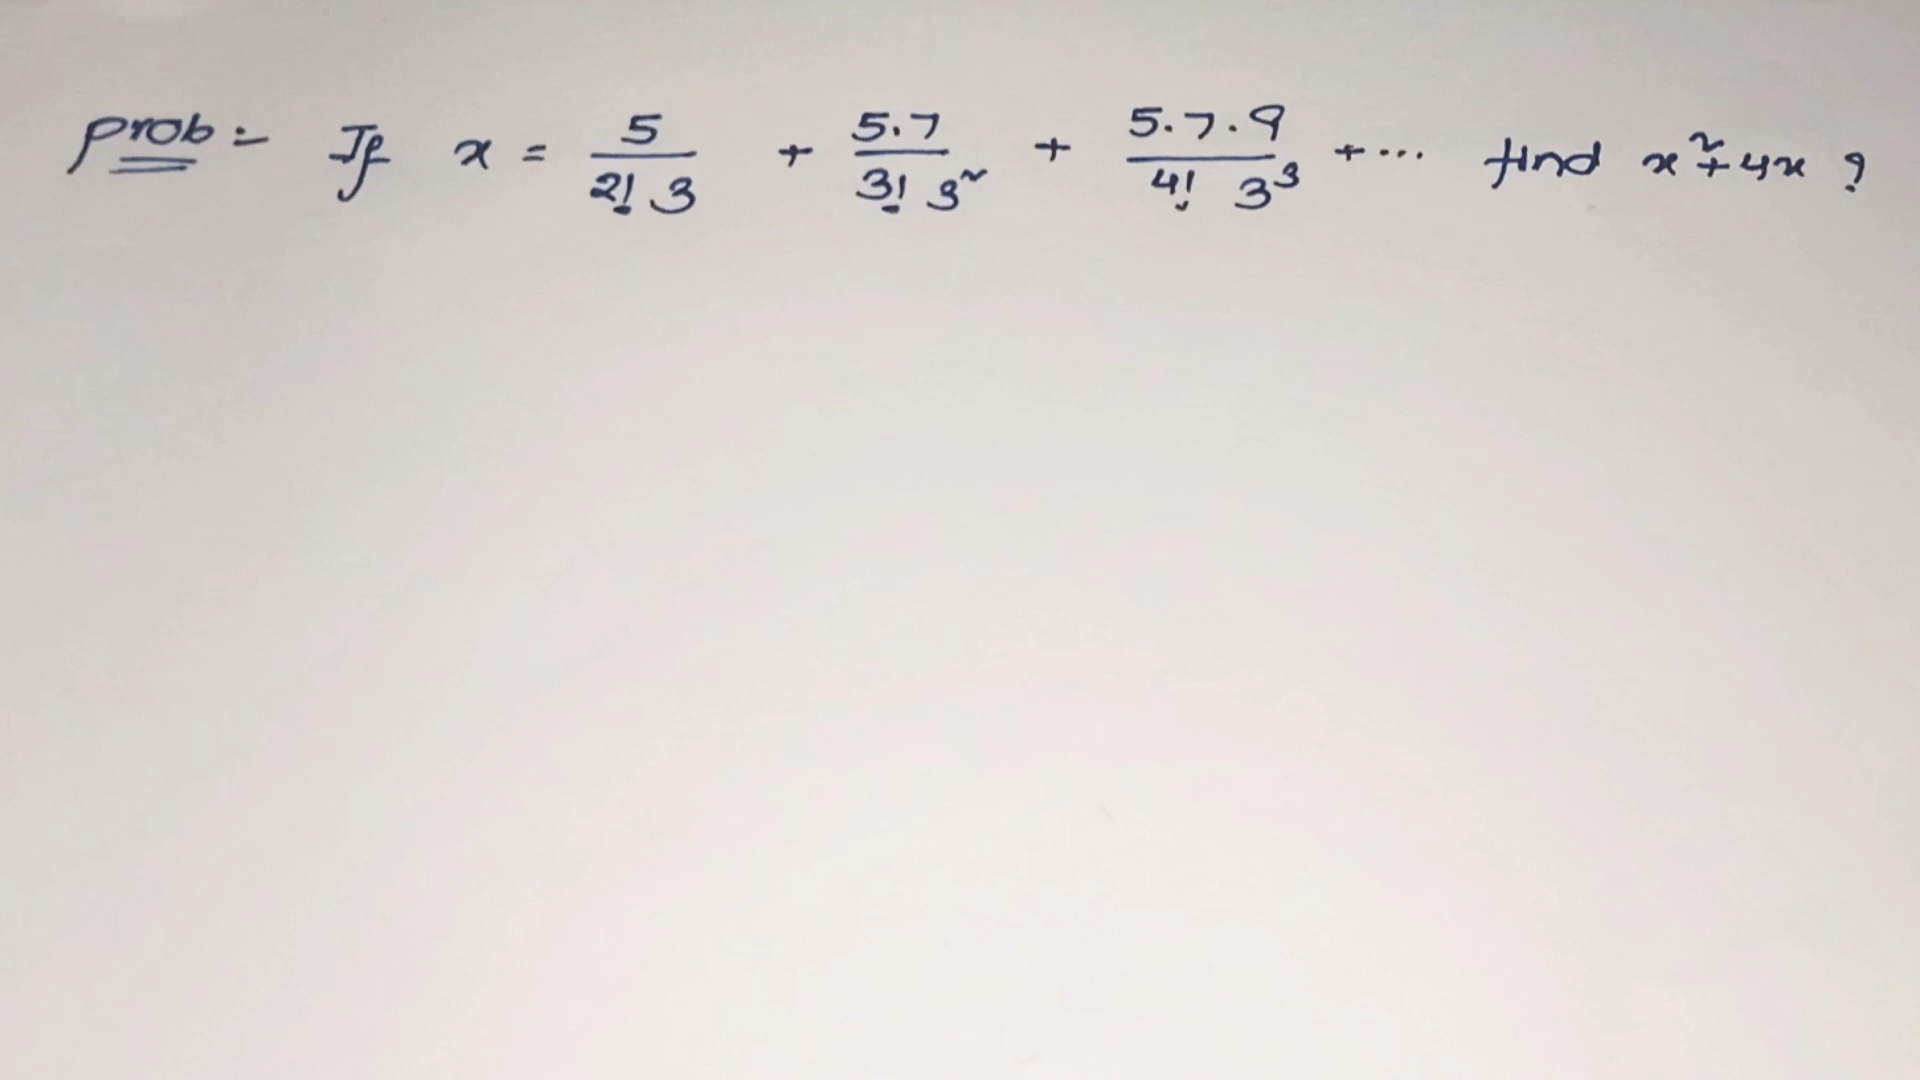 prob:- If x = 5/(2! 3) + 5.7/(3! 3²) + 5.7.9/(4! 3³) + ... find x² + 4x ?